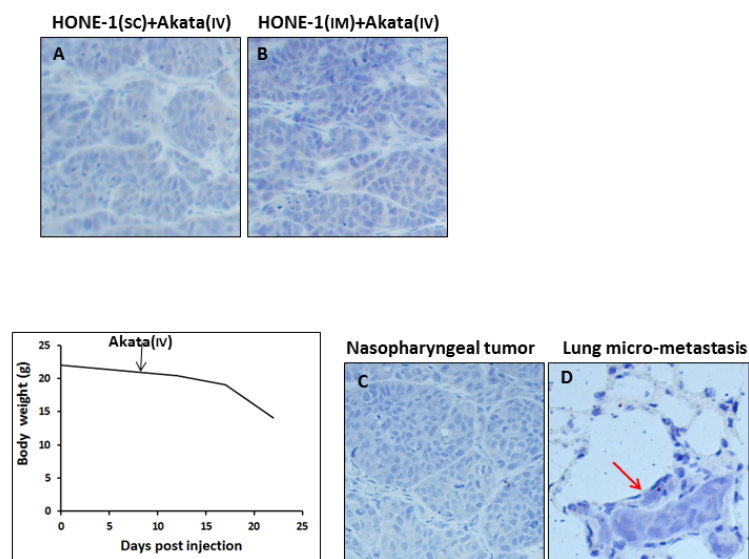 HONE-1(SC)+Akata(IV) HONE-1(IM)+Akata(IV)
A B
Akata(IV)
25
20
15
10
5
0
Body weight (g)
0 5 10 15 20 25
Days post injection
Nasopharyngeal tumor Lung micro-metastasis
C D